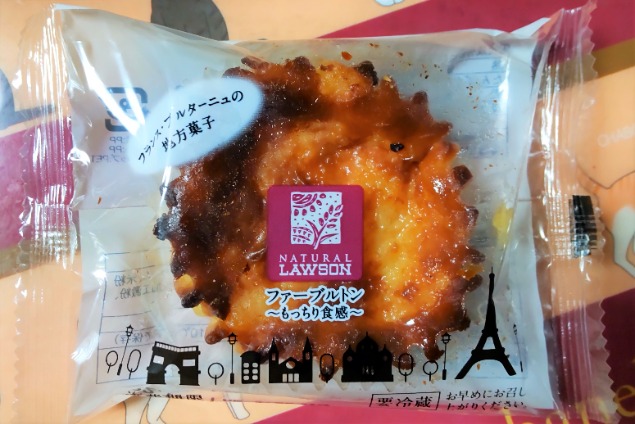 フランス・ブルターニュの
地方菓子
NATURAL
LAWSON
ファーブルトン
～もっちり食感～
要冷蔵
お早めにお召し
上がりください。